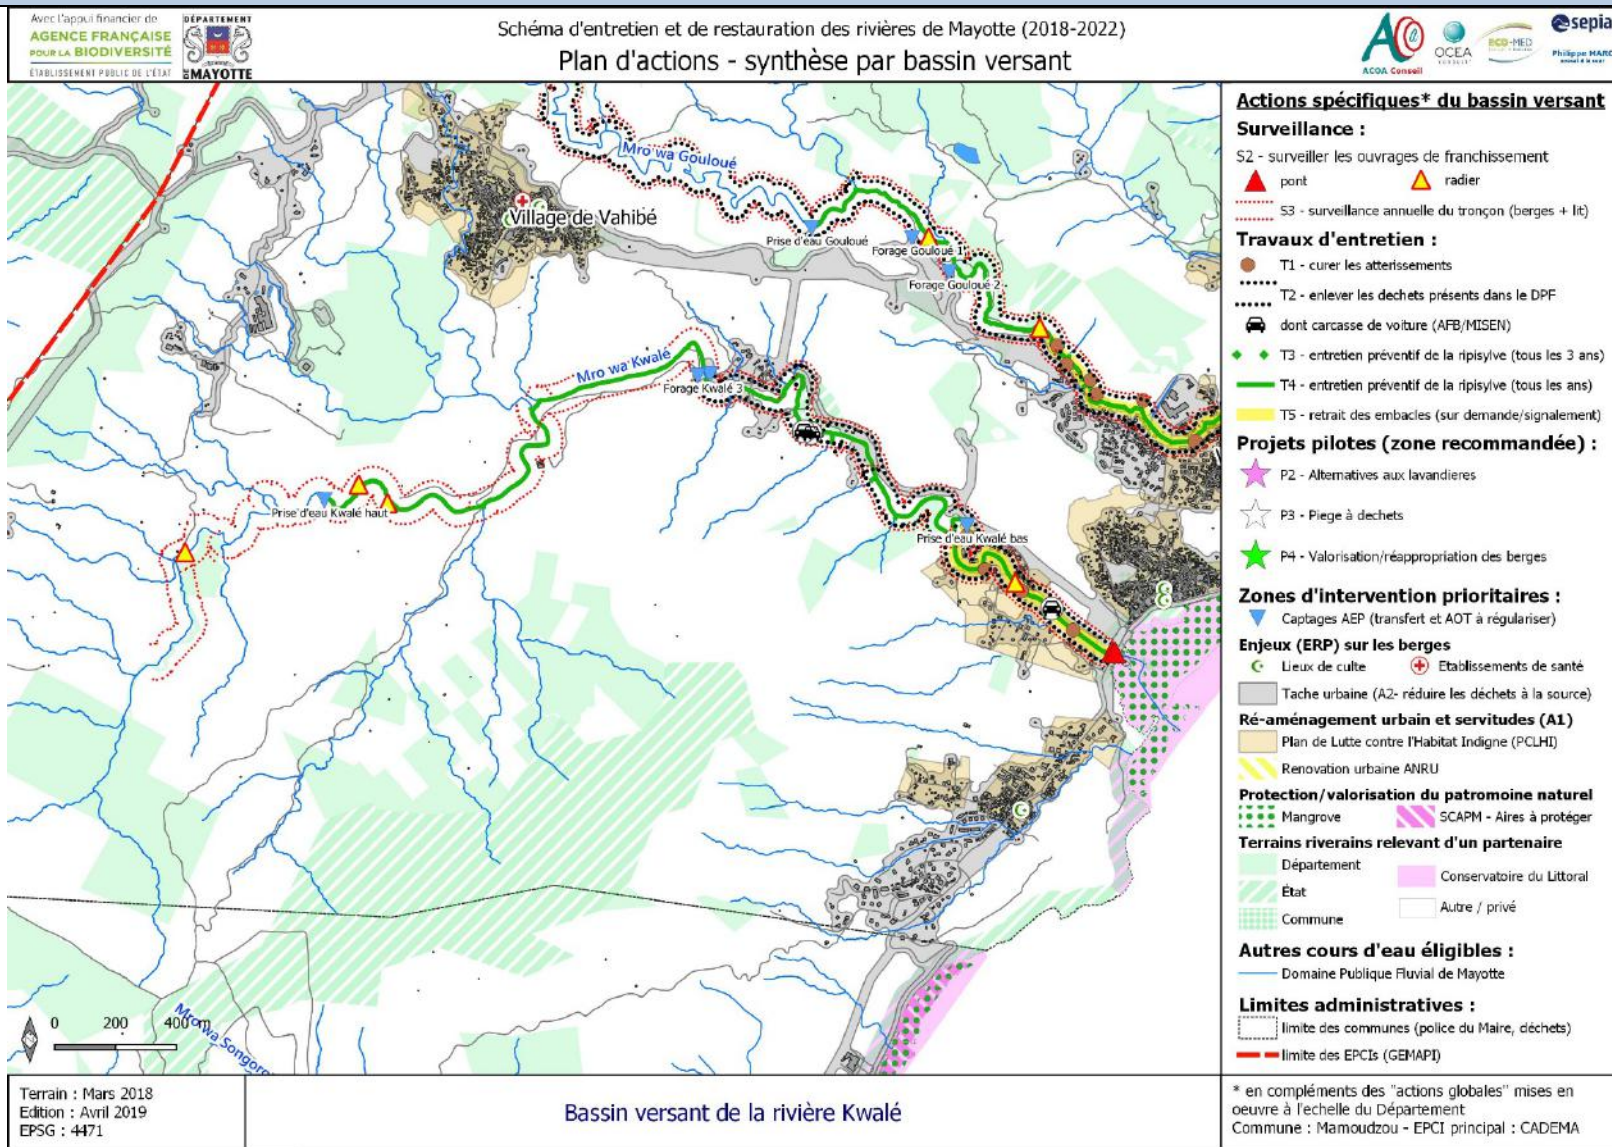 Avec l'appui financier de
AGENCE FRANÇAISE
POUR LA BIODIVERSITÉ
ÉTABLISSEMENT PUBLIC DE L'ÉTAT
DÉPARTEMENT
DE MAYOTTE
Schéma d'entretien et de restauration des rivières de Mayotte (2018-2022)
Plan d'actions - synthèse par bassin versant
ACOA Conseil
OCEA
CONSULT'
ECO-MED
sepia
Philippe MARC
Mro wa Gouloué
Village de Vahibé
Prise d'eau Gouloué
Forage Gouloué 1
Forage Gouloué 2
Mro wa Kwalé
Forage Kwalé 3
Prise d'eau Kwalé haut
Prise d'eau Kwalé bas
Mro wa Songoro
0 200 400 m
Actions spécifiques* du bassin versant
Surveillance :
S2 - surveiller les ouvrages de franchissement
pont radier
S3 - surveillance annuelle du tronçon (berges + lit)
Travaux d'entretien :
T1 - curer les atterissements
T2 - enlever les dechets présents dans le DPF
dont carcasse de voiture (AFB/MISEN)
T3 - entretien préventif de la ripisylve (tous les 3 ans)
T4 - entretien préventif de la ripisylve (tous les ans)
T5 - retrait des embacles (sur demande/signalement)
Projets pilotes (zone recommandée) :
P2 - Alternatives aux lavandieres
P3 - Piege à dechets
P4 - Valorisation/réappropriation des berges
Zones d'intervention prioritaires :
Captages AEP (transfert et AOT à régulariser)
Enjeux (ERP) sur les berges
Lieux de culte Etablissements de santé
Tache urbaine (A2- réduire les déchets à la source)
Ré-aménagement urbain et servitudes (A1)
Plan de Lutte contre l'Habitat Indigne (PCLHI)
Renovation urbaine ANRU
Protection/valorisation du patromoine naturel
Mangrove SCAPM - Aires à protéger
Terrains riverains relevant d'un partenaire
Département
Conservatoire du Littoral
État
Autre / privé
Commune
Autres cours d'eau éligibles :
Domaine Publique Fluvial de Mayotte
Limites administratives :
limite des communes (police du Maire, déchets)
limite des EPCIs (GEMAPI)
Terrain : Mars 2018
Edition : Avril 2019
EPSG : 4471
Bassin versant de la rivière Kwalé
* en compléments des "actions globales" mises en
oeuvre à l'echelle du Département
Commune : Mamoudzou - EPCI principal : CADEMA